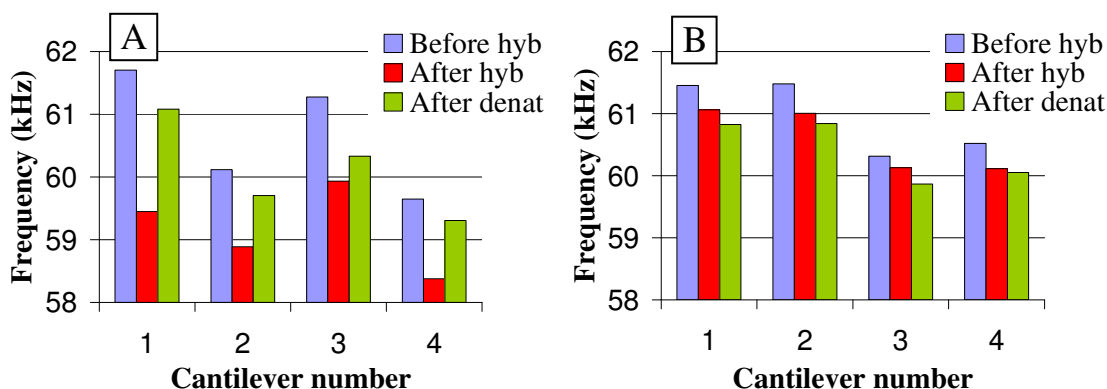 A
Before hyb
After hyb
After denat
Frequency (kHz)
62
61
60
59
58
1 2 3 4
Cantilever number
B
Before hyb
After hyb
After denat
Frequency (kHz)
62
61
60
59
58
1 2 3 4
Cantilever number